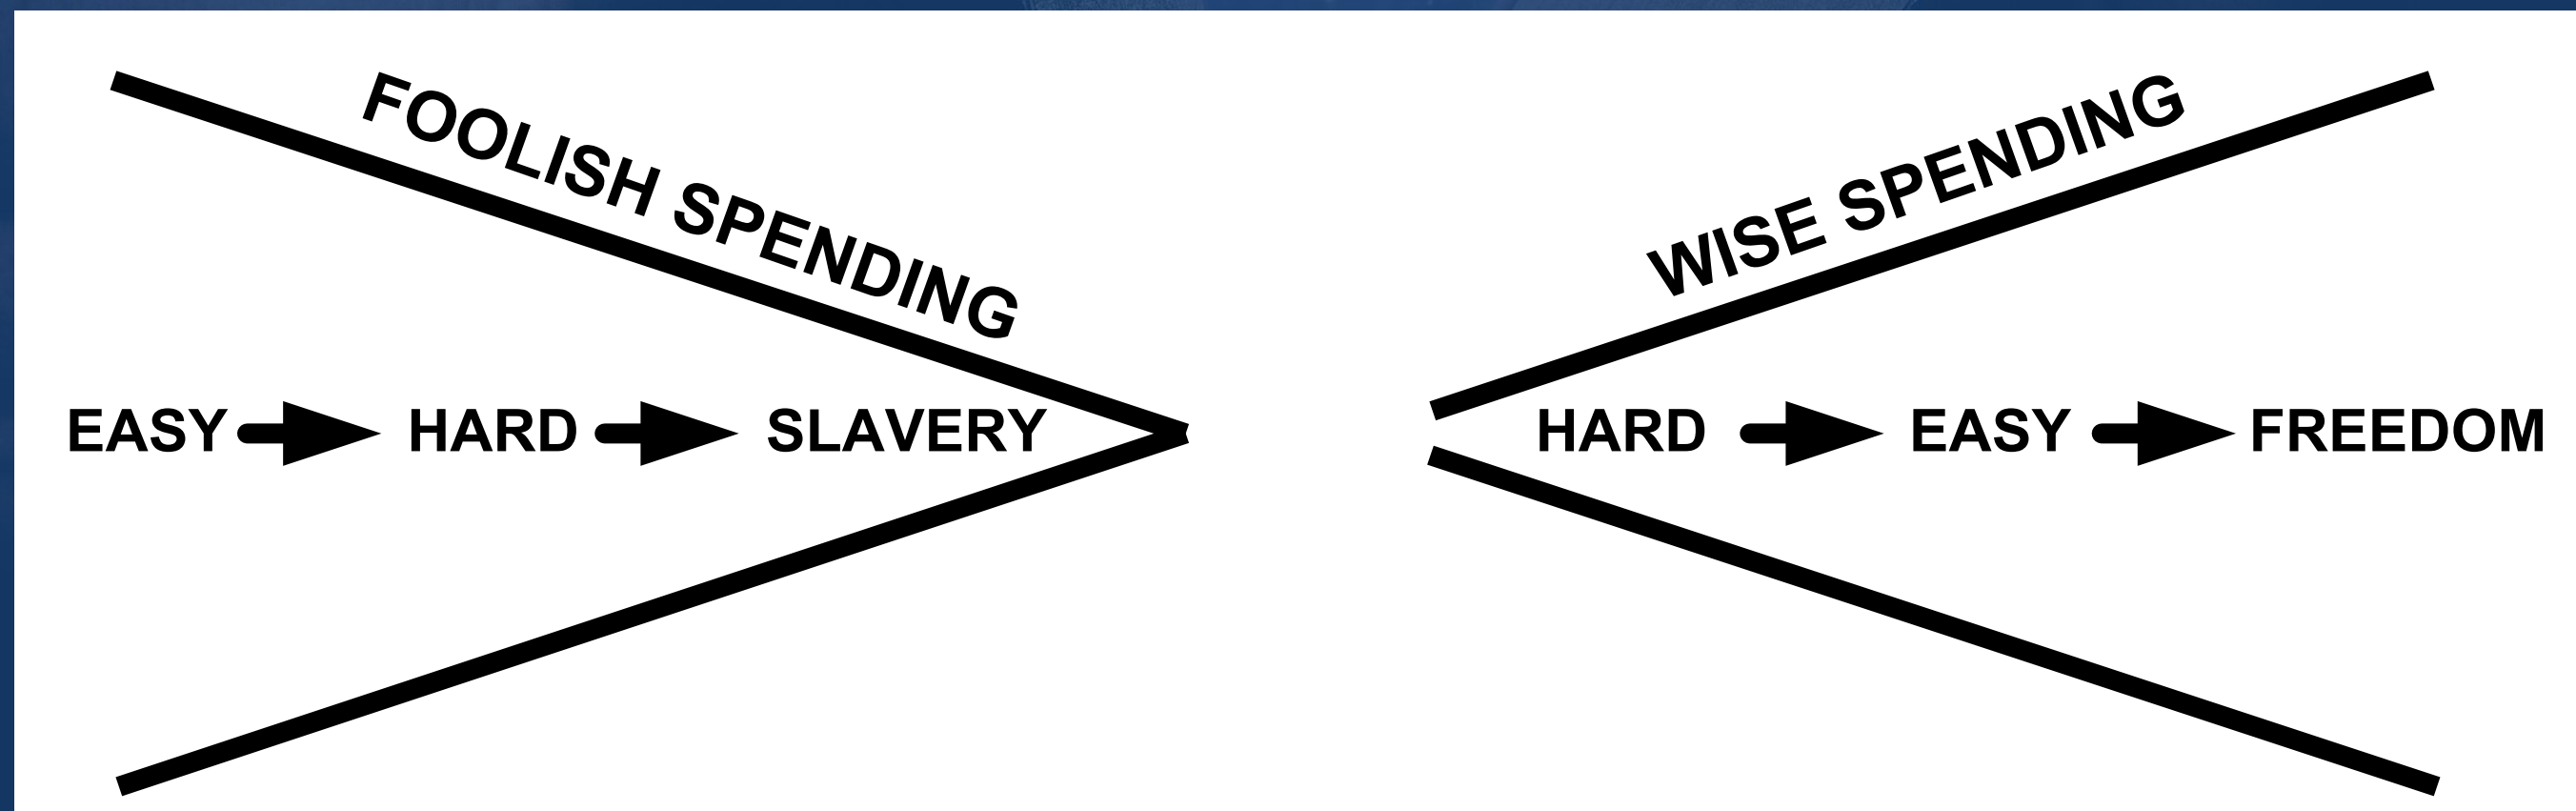 FOOLISH SPENDING
EASY HARD SLAVERY
WISE SPENDING
HARD EASY FREEDOM